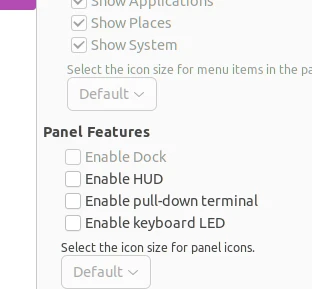 Show Applications
Show Places
Show System
Select the icon size for menu items in the pa
Default
Panel Features
Enable Dock
Enable HUD
Enable pull-down terminal
Enable keyboard LED
Select the icon size for panel icons.
Default